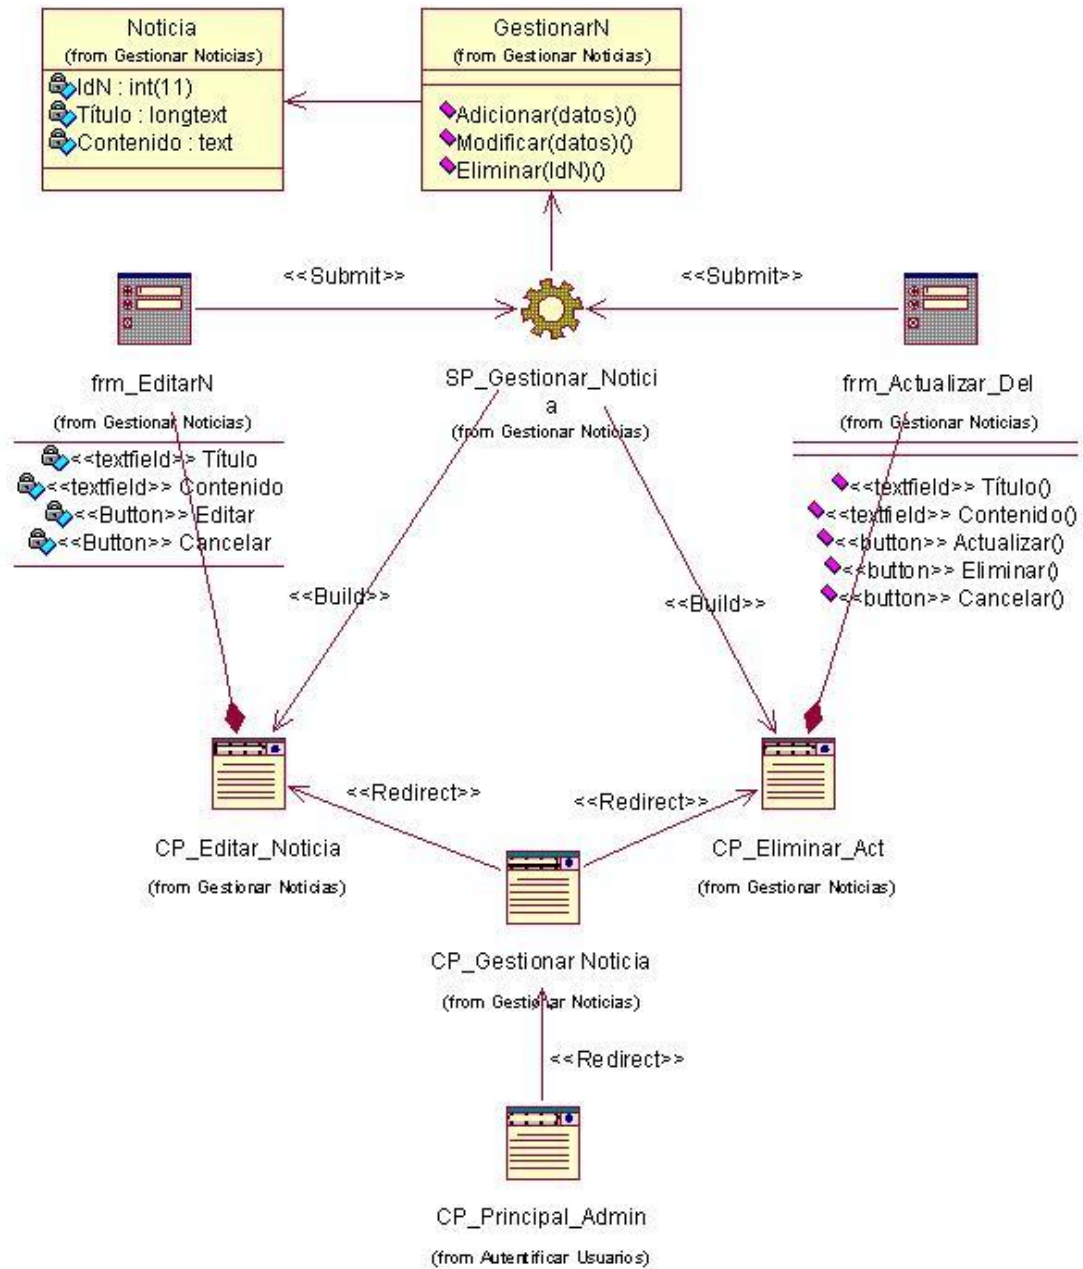 Noticia
(from Gestionar Noticias)
IdN : int(11)
Título : longtext
Contenido : text
GestionarN
(from Gestionar Noticias)
Adicionar(datos)()
Modificar(datos)()
Eliminar(IdN)()
<<Submit>>
<<Submit>>
frm_EditarN
(from Gestionar Noticias)
<<textfield>> Título
<<textfield>> Contenido
<<Button>> Editar
<<Button>> Cancelar
SP_Gestionar_Notici
a
(from Gestionar Noticias)
frm_Actualizar_Del
(from Gestionar Noticias)
<<textfield>> Título()
<<textfield>> Contenido()
<<button>> Actualizar()
<<button>> Eliminar()
<<button>> Cancelar()
<<Build>>
<<Build>>
<<Redirect>>
<<Redirect>>
CP_Editar_Noticia
(from Gestionar Noticias)
CP_Eliminar_Act
(from Gestionar Noticias)
CP_Gestionar Noticia
(from Gestionar Noticias)
<<Redirect>>
CP_Principal_Admin
(from Autentificar Usuarios)